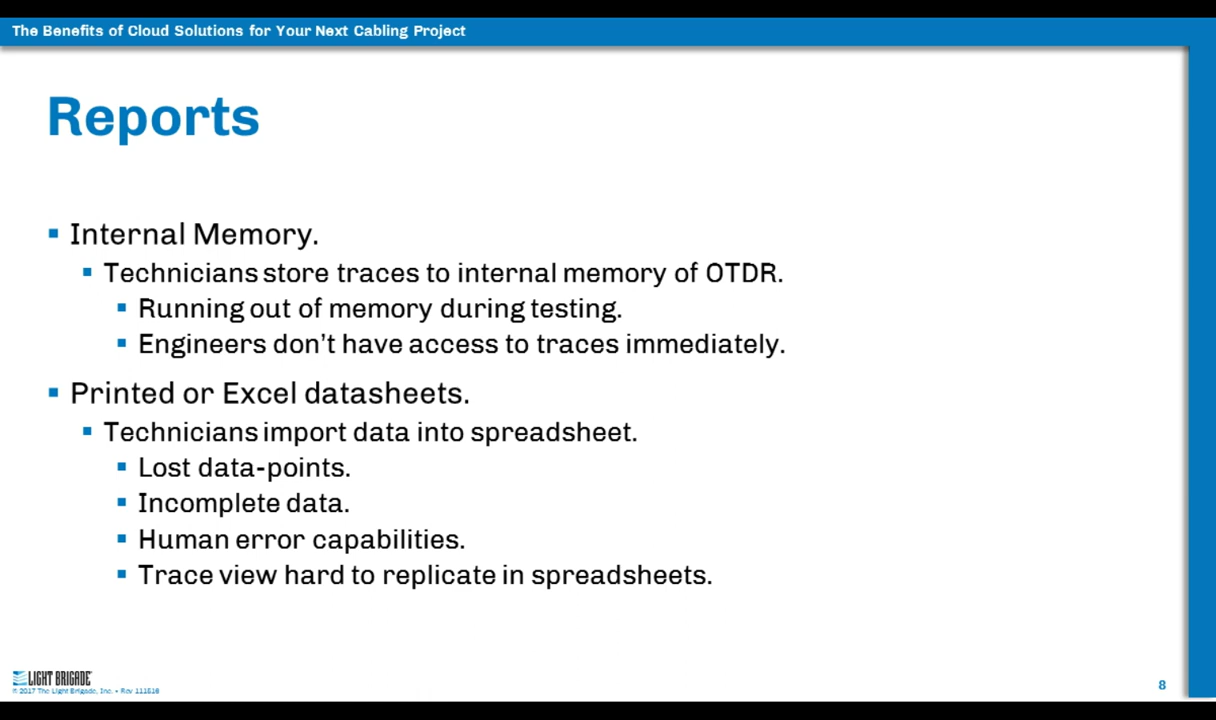 The Benefits of Cloud Solutions for Your Next Cabling Project
Reports
Internal Memory.
Technicians store traces to internal memory of OTDR.
Running out of memory during testing.
Engineers don't have access to traces immediately.
Printed or Excel datasheets.
Technicians import data into spreadsheet.
Lost data-points.
Incomplete data.
Human error capabilities.
Trace view hard to replicate in spreadsheets.
LIGHT BRIGADE
© 2017 The Light Brigade, Inc. • Rev 111516
8